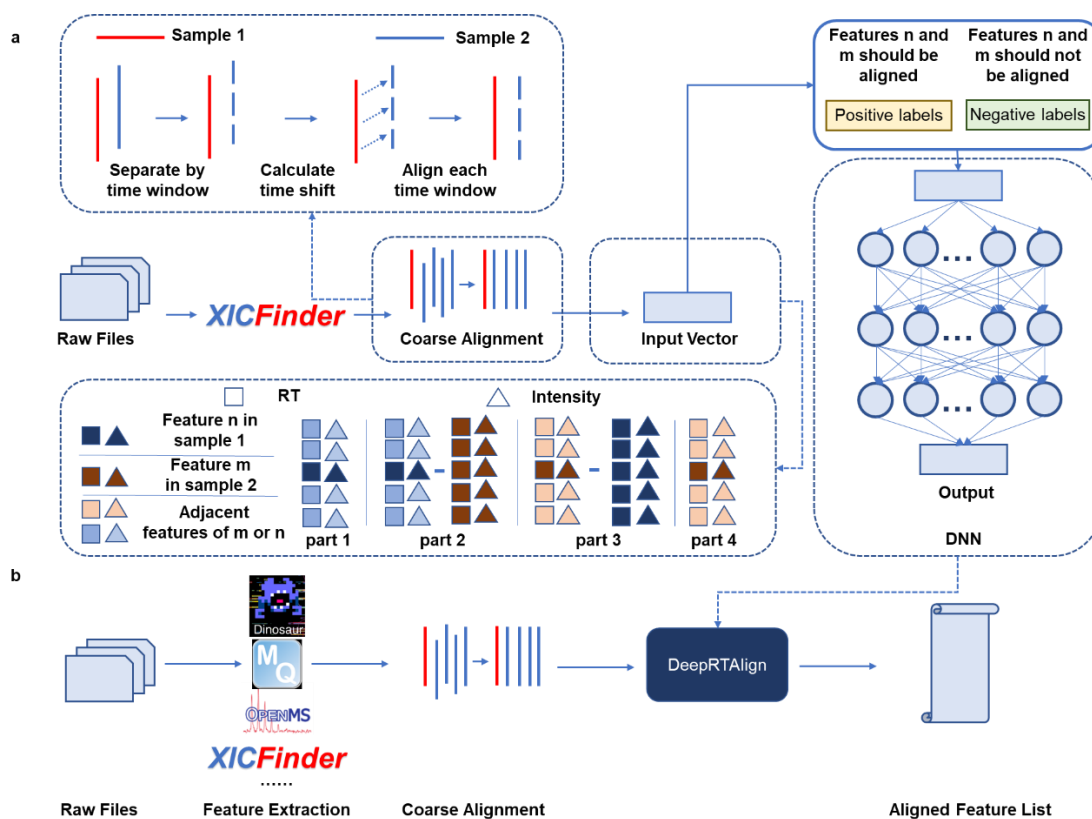 a
Sample 1
Sample 2
Separate by
time window
Calculate
time shift
Align each
time window
Features n and
m should be
aligned
Features n and
m should not
be aligned
Positive labels
Negative labels
Raw Files
XICFinder
Coarse Alignment
Input Vector
...
...
...
Output
DNN
RT
Intensity
Feature n in
sample 1
Feature m
in sample 2
Adjacent
features of m or n
part 1
part 2
part 3
part 4
b
Dinosaur
M
Q
OPENMS
XICFinder
......
DeepRTAlign
Raw Files
Feature Extraction
Coarse Alignment
Aligned Feature List